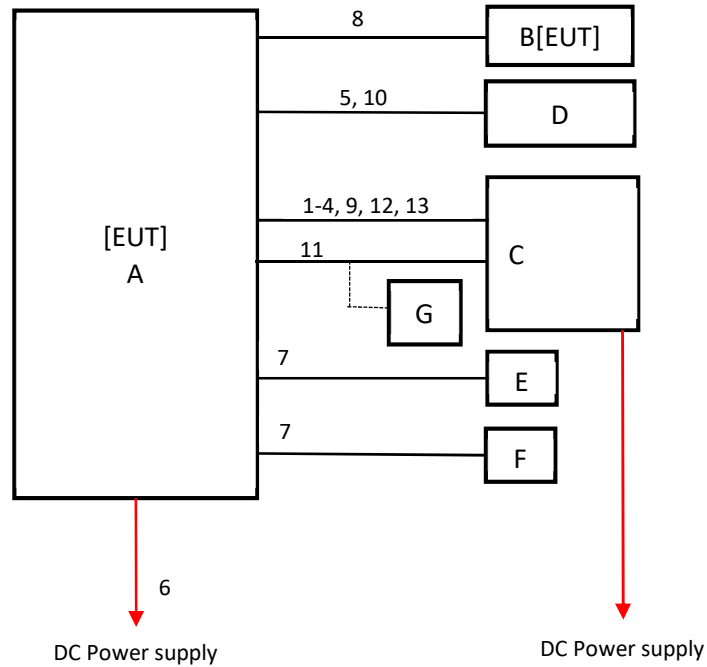 8
B[EUT]
5, 10
D
1-4, 9, 12, 13
[EUT]
A
11
C
G
7
E
7
F
6
DC Power supply
DC Power supply